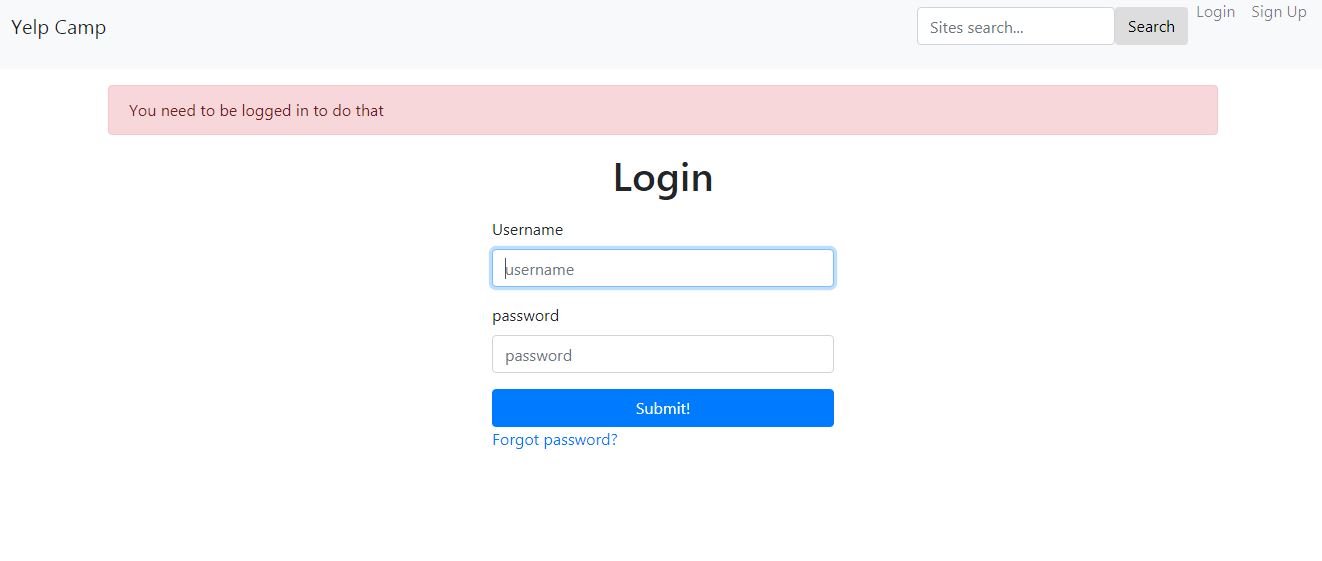 Yelp Camp
Sites search...
Search
Login
Sign Up
You need to be logged in to do that
Login
Username
username
password
password
Submit!
Forgot password?